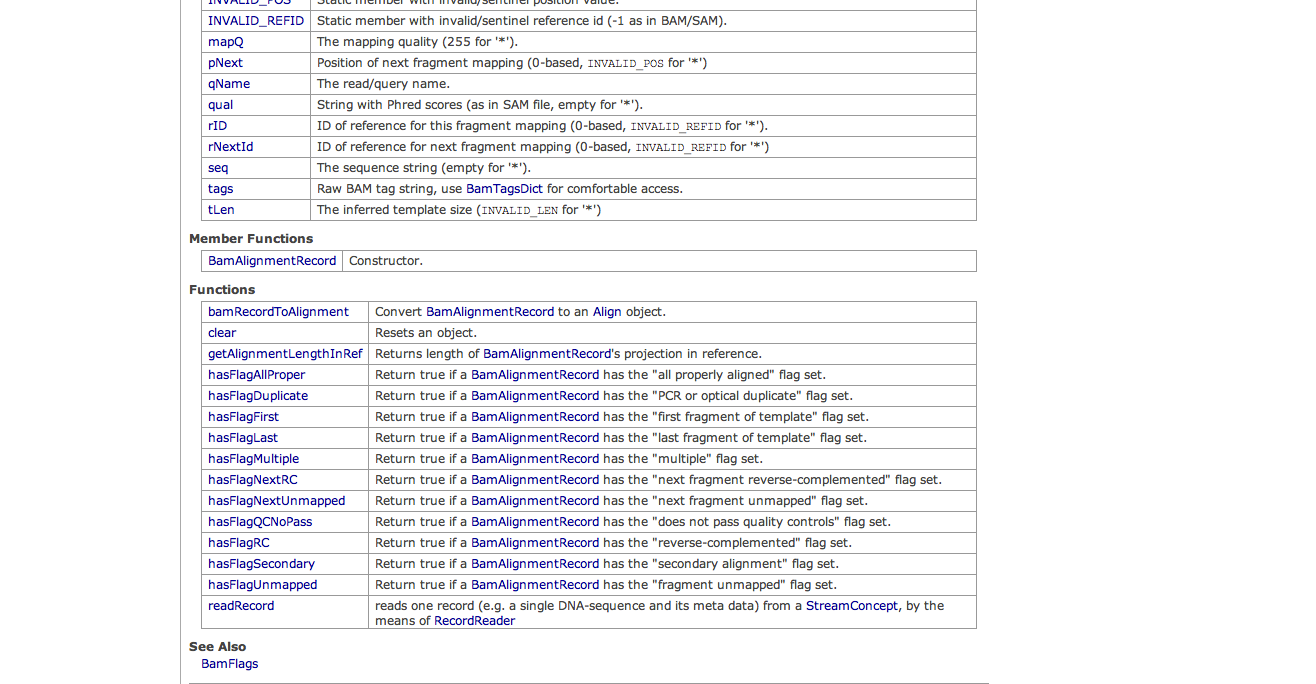 INVALID_POS Static member with invalid/sentinel position value.
INVALID_REFID Static member with invalid/sentinel reference id (-1 as in BAM/SAM).
mapQ The mapping quality (255 for '*').
pNext Position of next fragment mapping (0-based, INVALID_POS for '*')
qName The read/query name.
qual String with Phred scores (as in SAM file, empty for '*').
rID ID of reference for this fragment mapping (0-based, INVALID_REFID for '*').
rNextId ID of reference for next fragment mapping (0-based, INVALID_REFID for '*')
seq The sequence string (empty for '*').
tags Raw BAM tag string, use BamTagsDict for comfortable access.
tLen The inferred template size (INVALID_LEN for '*')
Member Functions
BamAlignmentRecord Constructor.
Functions
bamRecordToAlignment Convert BamAlignmentRecord to an Align object.
clear Resets an object.
getAlignmentLengthInRef Returns length of BamAlignmentRecord's projection in reference.
hasFlagAllProper Return true if a BamAlignmentRecord has the "all properly aligned" flag set.
hasFlagDuplicate Return true if a BamAlignmentRecord has the "PCR or optical duplicate" flag set.
hasFlagFirst Return true if a BamAlignmentRecord has the "first fragment of template" flag set.
hasFlagLast Return true if a BamAlignmentRecord has the "last fragment of template" flag set.
hasFlagMultiple Return true if a BamAlignmentRecord has the "multiple" flag set.
hasFlagNextRC Return true if a BamAlignmentRecord has the "next fragment reverse-complemented" flag set.
hasFlagNextUnmapped Return true if a BamAlignmentRecord has the "next fragment unmapped" flag set.
hasFlagQCNoPass Return true if a BamAlignmentRecord has the "does not pass quality controls" flag set.
hasFlagRC Return true if a BamAlignmentRecord has the "reverse-complemented" flag set.
hasFlagSecondary Return true if a BamAlignmentRecord has the "secondary alignment" flag set.
hasFlagUnmapped Return true if a BamAlignmentRecord has the "fragment unmapped" flag set.
readRecord reads one record (e.g. a single DNA-sequence and its meta data) from a StreamConcept, by the
means of RecordReader
See Also
BamFlags